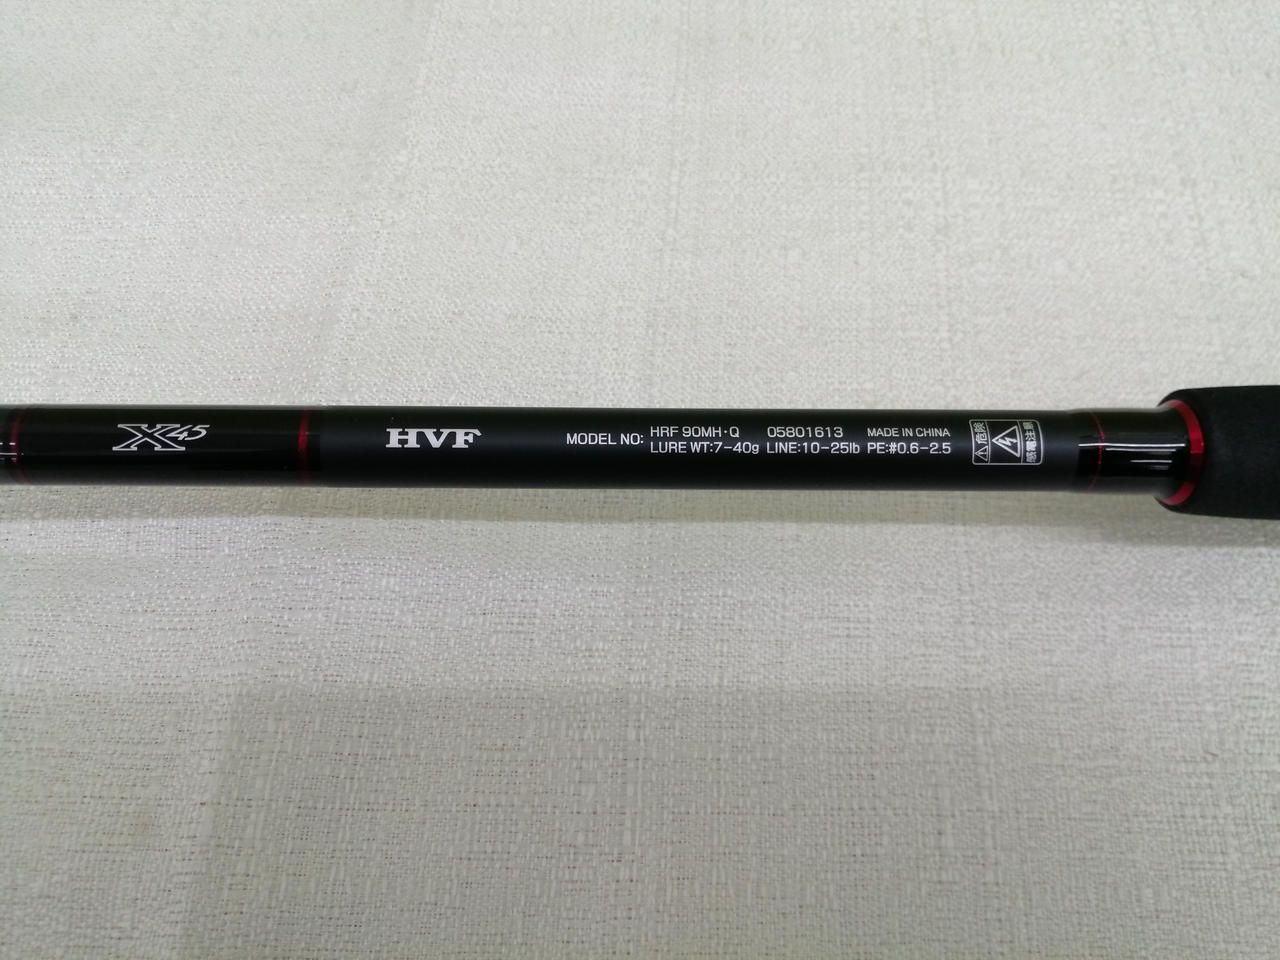 X45
HVF
MODEL NO: HRF 90MH·Q 05801613 MADE IN CHINA
LURE WT:7-40g LINE:10-25lb PE:#0.6-2.5
危険
感電注意